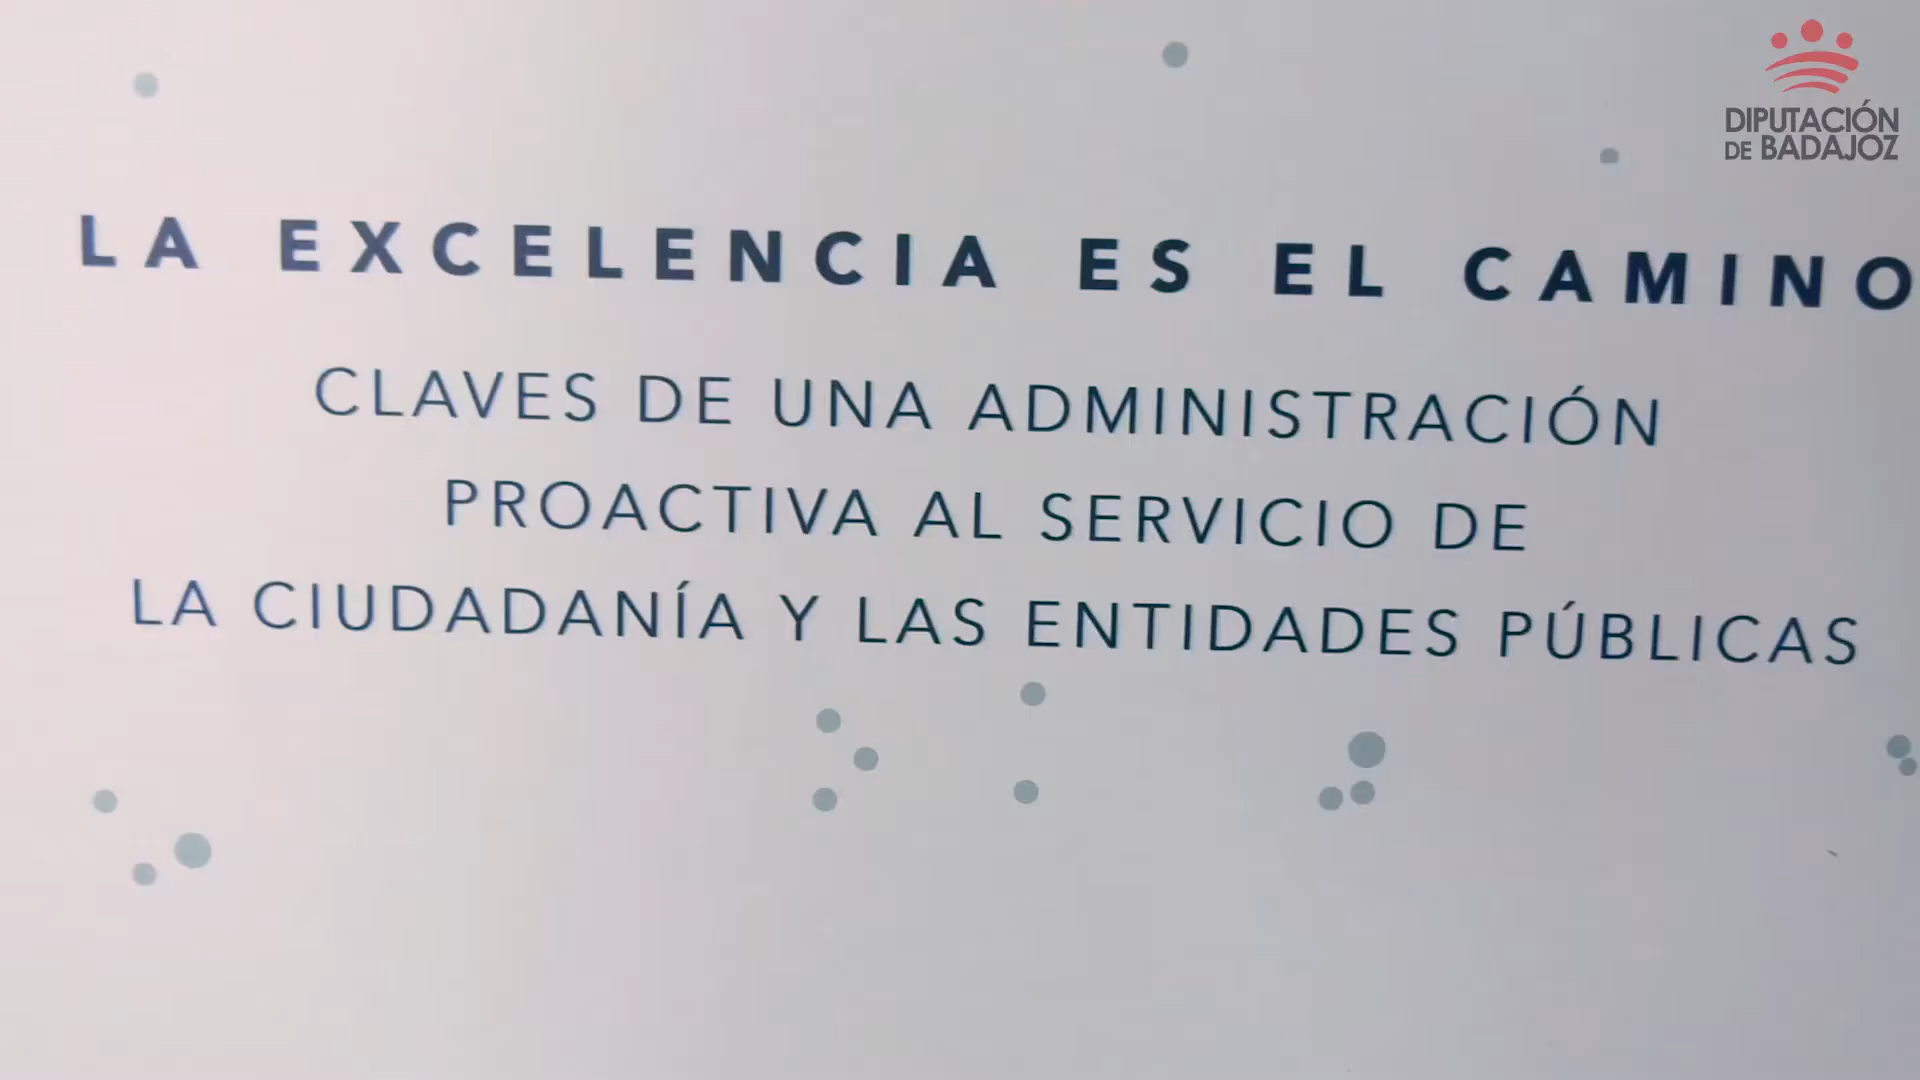 DIPUTACIÓN
DE BADAJOZ
LA EXCELENCIA ES EL CAMINO
CLAVES DE UNA ADMINISTRACIÓN
PROACTIVA AL SERVICIO DE
LA CIUDADANÍA Y LAS ENTIDADES PÚBLICAS